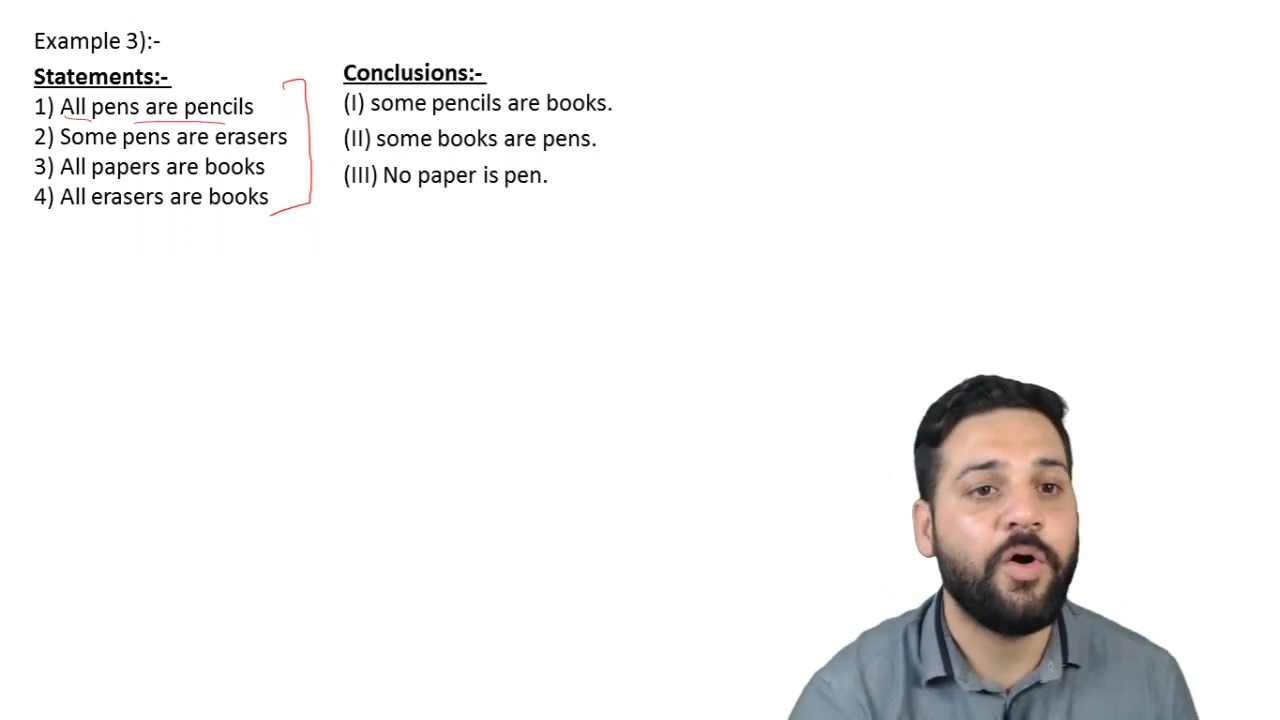 Example 3):-
Statements:-
1) All pens are pencils
2) Some pens are erasers
3) All papers are books
4) All erasers are books
Conclusions:-
(I) some pencils are books.
(II) some books are pens.
(III) No paper is pen.